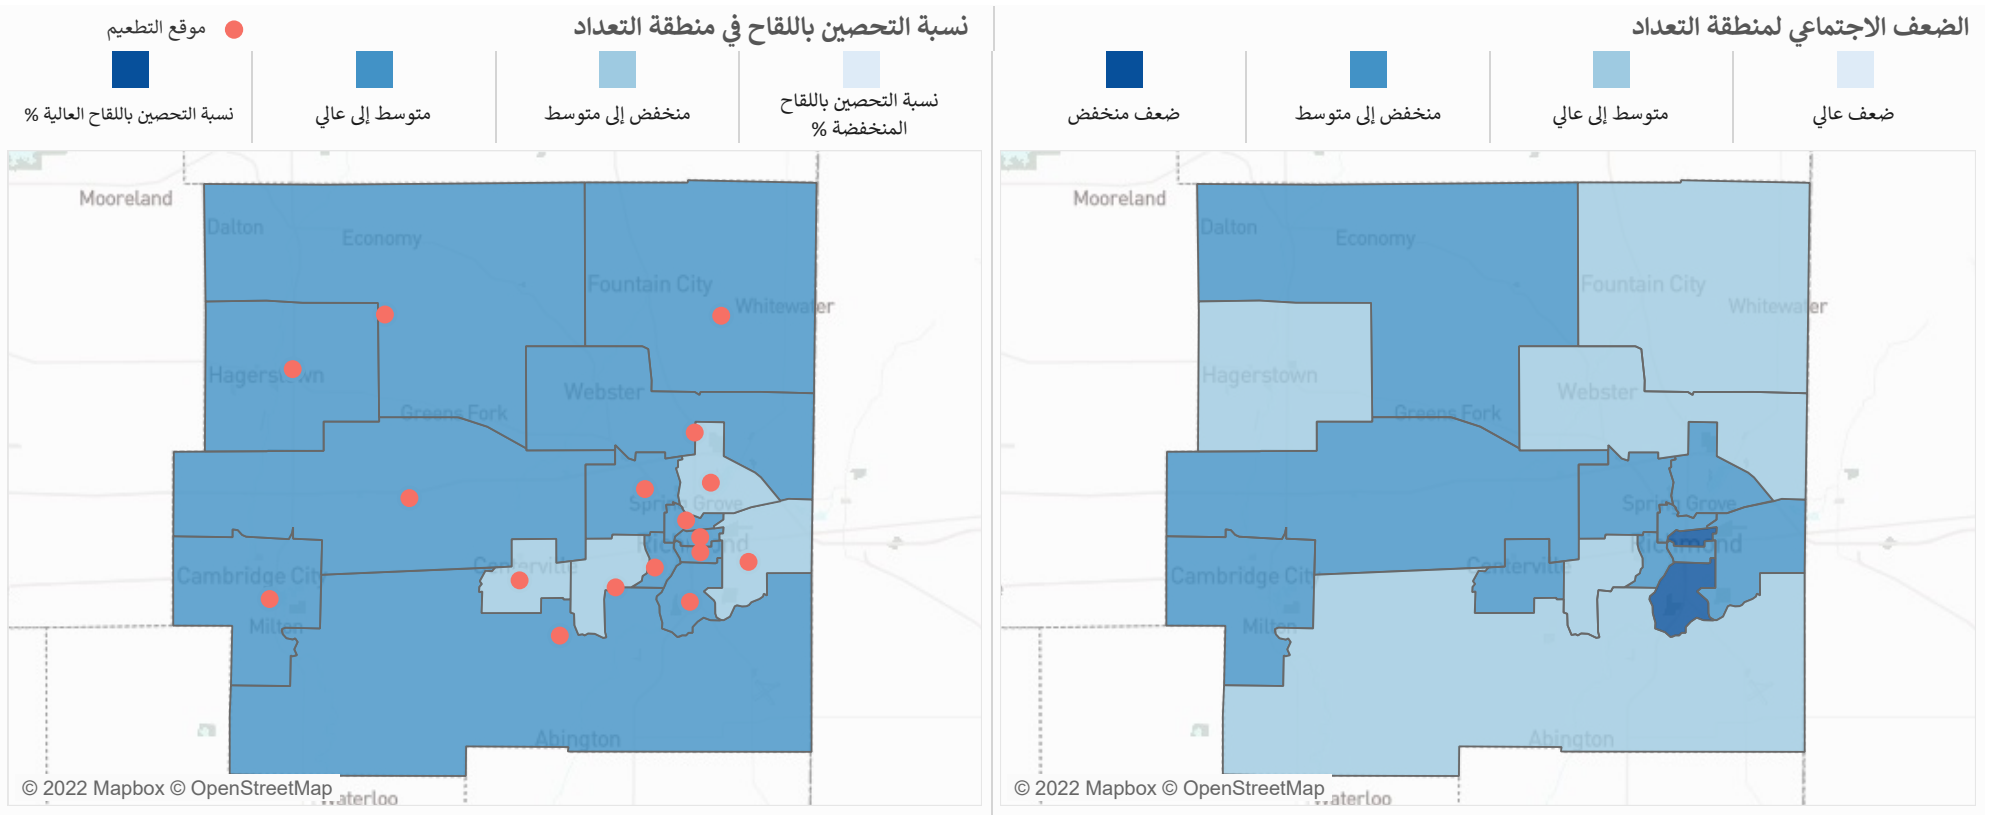 الضعف الاجتماعي لمنطقة التعداد
ضعف عالي
متوسط إلى عالي
منخفض إلى متوسط
ضعف منخفض
Mooreland
Dalton
Economy
Fountain City
Whitewater
Hagerstown
Webster
Greens Fork
Spring Grove
Richmond
Centerville
Cambridge City
Milton
Abington
© 2022 Mapbox © OpenStreetMap
aterloo
نسبة التحصين باللقاح في منطقة التعداد
موقع التطعيم
نسبة التحصين باللقاح
المنخفضة %
منخفض إلى متوسط
متوسط إلى عالي
نسبة التحصين باللقاح العالية %
Mooreland
Dalton
Economy
Fountain City
Whitewater
Hagerstown
Webster
Greens Fork
Spring Grove
Richmond
Centerville
Cambridge City
Milton
Abington
© 2022 Mapbox © OpenStreetMap
aterloo